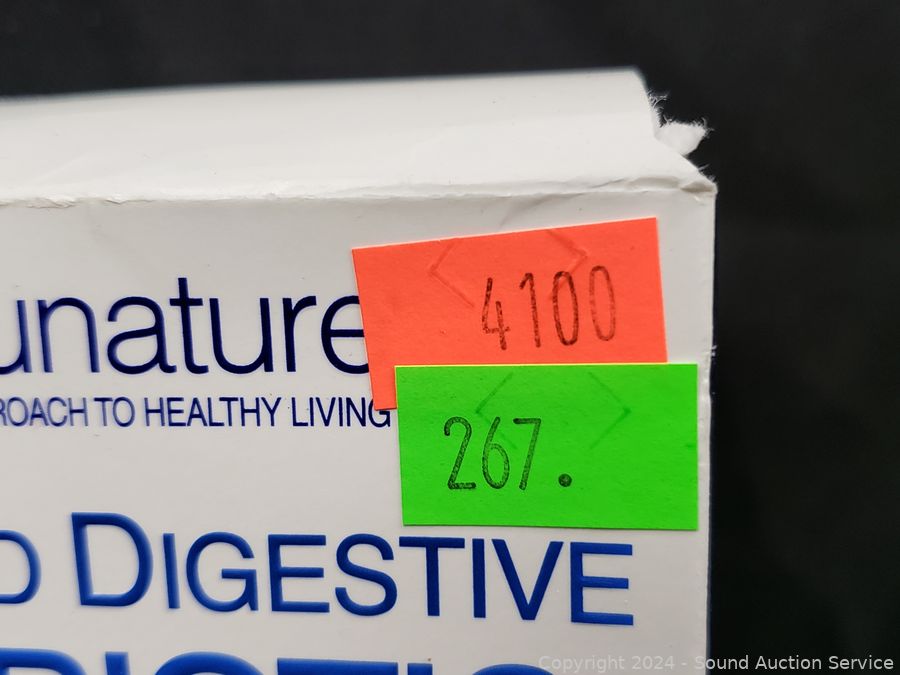 unature
4100
ROACH TO HEALTHY LIVING
267.
D DIGESTIVE
Copyright 2024 - Sound Auction Service